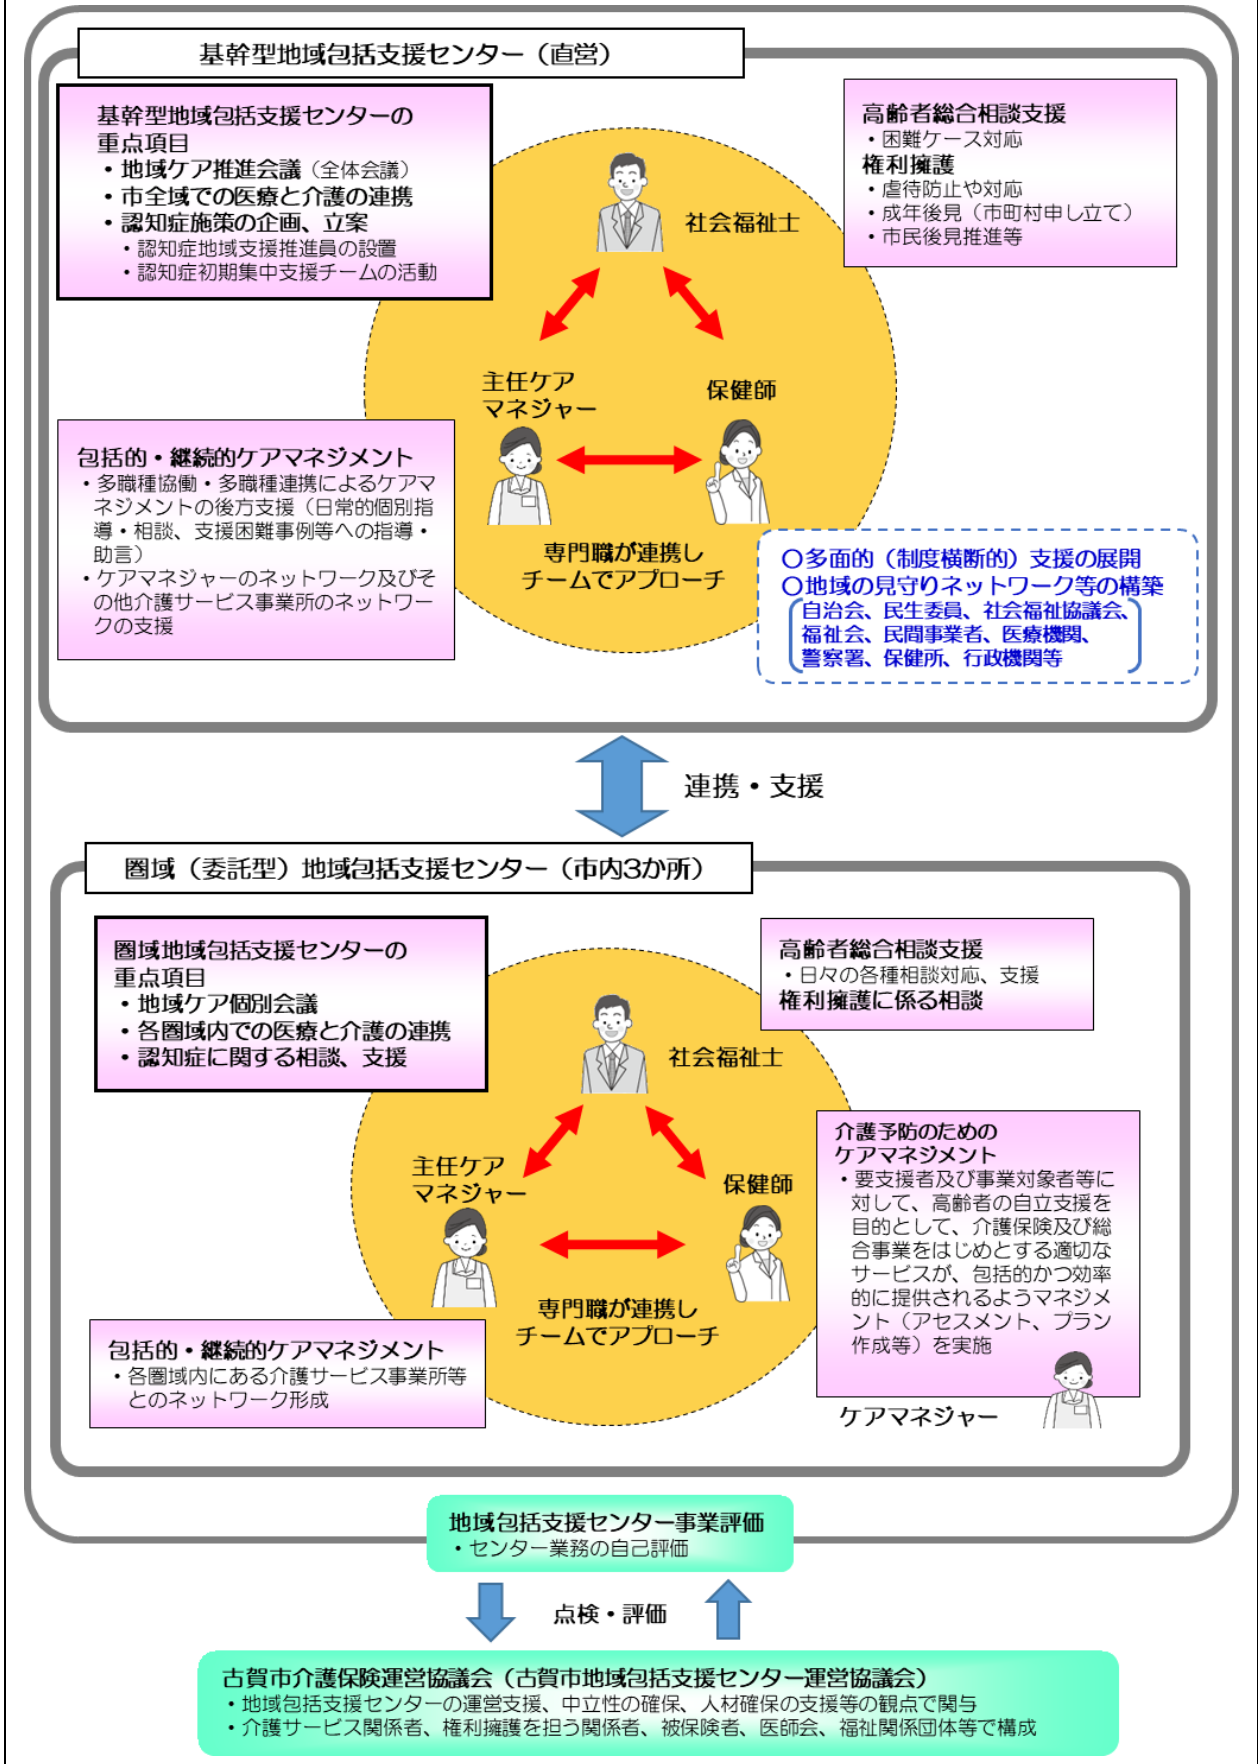 基幹型地域包括支援センター（直営）
基幹型地域包括支援センターの
重点項目
・地域ケア推進会議（全体会議）
・市全域での医療と介護の連携
・認知症施策の企画、立案
・認知症地域支援推進員の設置
・認知症初期集中支援チームの活動
高齢者総合相談支援
・困難ケース対応
権利擁護
・虐待防止や対応
・成年後見（市町村申し立て）
・市民後見推進等
社会福祉士
主任ケア
マネジャー
保健師
包括的・継続的ケアマネジメント
・多職種協働・多職種連携によるケアマ
ネジメントの後方支援（日常的個別指
導・相談、支援困難事例等への指導・
助言）
・ケアマネジャーのネットワーク及びそ
の他介護サービス事業所のネットワー
クの支援
専門職が連携し
チームでアプローチ
〇多面的（制度横断的）支援の展開
〇地域の見守りネットワーク等の構築
自治会、民生委員、社会福祉協議会、
福祉会、民間事業者、医療機関、
警察署、保健所、行政機関等
連携・支援
圏域（委託型）地域包括支援センター（市内3か所）
圏域地域包括支援センターの
重点項目
・地域ケア個別会議
・各圏域内での医療と介護の連携
・認知症に関する相談、支援
高齢者総合相談支援
・日々の各種相談対応、支援
権利擁護に係る相談
社会福祉士
主任ケア
マネジャー
保健師
介護予防のための
ケアマネジメント
・要支援者及び事業対象者等に
対して、高齢者の自立支援を
目的として、介護保険及び総
合事業をはじめとする適切な
サービスが、包括的かつ効率
的に提供されるようマネジメ
ント（アセスメント、プラン
作成等）を実施
ケアマネジャー
専門職が連携し
チームでアプローチ
包括的・継続的ケアマネジメント
・各圏域内にある介護サービス事業所等
とのネットワーク形成
地域包括支援センター事業評価
・センター業務の自己評価
点検・評価
古賀市介護保険運営協議会（古賀市地域包括支援センター運営協議会）
・地域包括支援センターの運営支援、中立性の確保、人材確保の支援等の観点で関与
・介護サービス関係者、権利擁護を担う関係者、被保険者、医師会、福祉関係団体等で構成